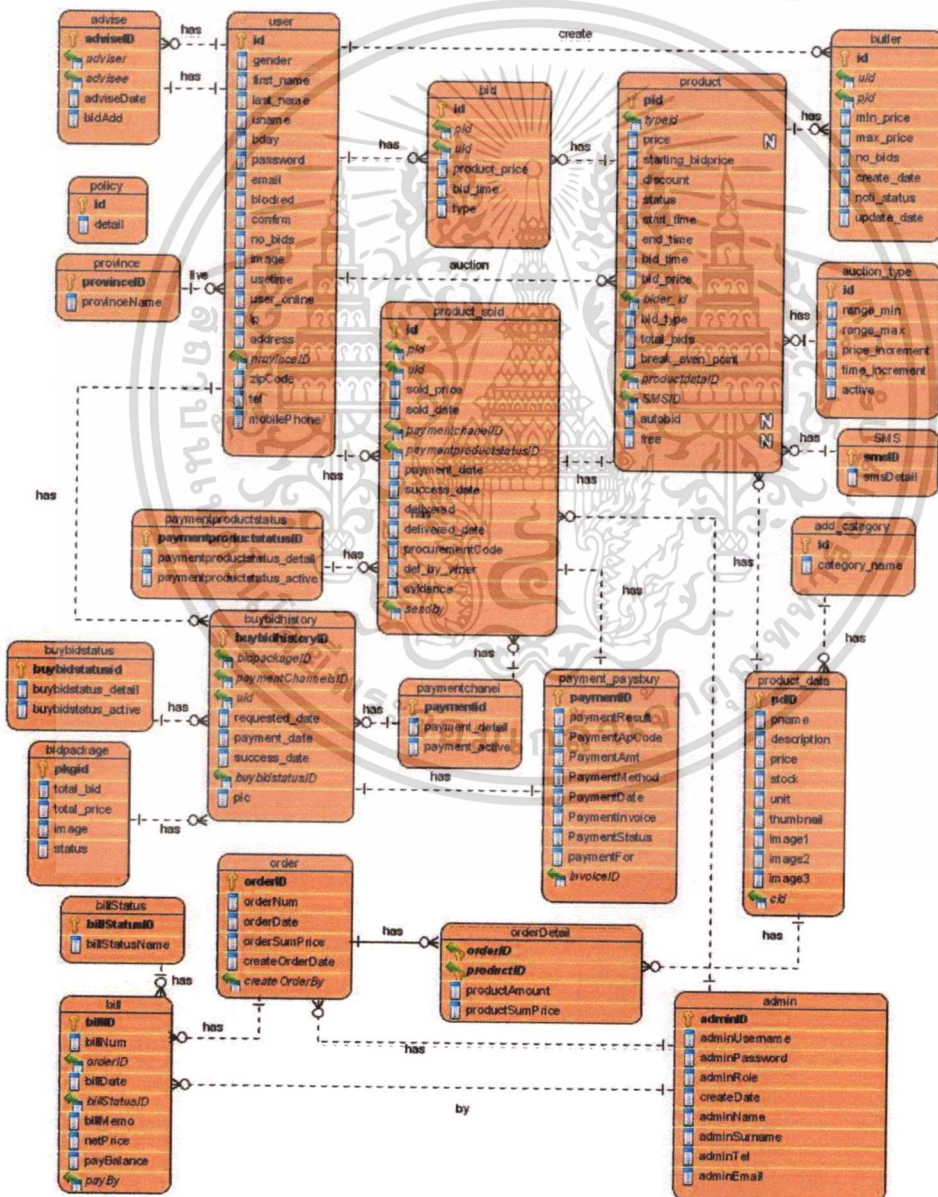 advise
adviseID
adviser
advisee
adviseDate
bidAdd
has
has
user
id
gender
first_name
last_name
uname
bday
password
email
blocked
confirm
no_bids
image
usetime
user_online
ip
address
provinceID
zipCode
tel
mobilePhone
create
butler
id
uid
pid
min_price
max_price
no_bids
create_date
noti_status
update_date
bid
id
pid
uid
product_price
bid_time
type
has
has
has
product
pid
typeid
price
starting_bidprice
discount
status
start_time
end_time
bid_time
bid_price
bider_id
bid_type
total_bids
break_even_point
productdataID
SMSID
autobid
free
N
N
N
policy
id
detail
province
provinceID
provinceName
live
auction
auction_type
id
range_min
range_max
price_increment
time_increment
active
has
SMS
smsID
smsDetail
has
product_sold
id
pid
uid
sold_price
sold_date
paymentchanelID
paymentproductstatusID
payment_date
success_date
delivered
delivered_date
procurementCode
evidence
sendby
has
has
has
has
has
paymentproductstatus
paymentproductstatusID
paymentproductstatus_detail
paymentproductstatus_active
has
add_category
id
category_name
has
has
has
buybidhistory
buybidhistoryID
bidpackageID
paymentChannelsID
uid
requested_date
payment_date
success_date
buybidstatusID
pic
buybidstatus
buybidstatusid
buybidstatus_detail
buybidstatus_active
has
has
paymentchanel
paymentid
payment_detail
payment_active
has
payment_paysbuy
paymentID
paymentResult
PaymentApCode
PaymentAmt
PaymentMethod
PaymentDate
PaymentInvoice
PaymentStatus
paymentFor
InvoiceID
product_data
pdID
pname
description
price
stock
unit
thumbnail
image1
image2
image3
cid
bidpackage
pkgid
total_bid
total_price
image
status
has
order
orderID
orderNum
orderDate
orderSumPrice
createOrderDate
createOrderBy
has
orderDetail
orderID
productID
productAmount
productSumPrice
has
billStatus
billStatusID
billStatusName
has
bill
billID
billNum
orderID
billDate
billStatusID
billMemo
netPrice
payBalance
payBy
has
has
by
admin
adminID
adminUsername
adminPassword
adminRole
createDate
adminName
adminSurname
adminTel
adminEmail